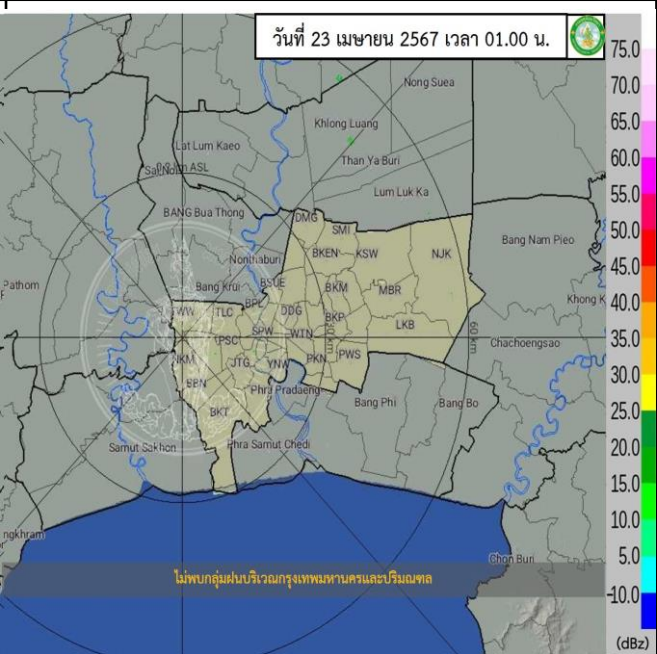 วันที่ 23 เมษายน 2567 เวลา 01.00 น.
75.0
70.0
65.0
60.0
55.0
50.0
45.0
40.0
35.0
30.0
25.0
20.0
15.0
10.0
5.0
-10.0
(dBz)
Nong Suea
Khlong Luang
Lat Lum Kaeo
Than Ya Buri
Lum Luk Ka
BANG Bua Thong
DMG
SMI
BKEN KSW NJK
Bang Nam Pieo
Nonthaburi
Pathom
Bang Krui
BSUE
BKM
MBR
Khong K
BPL
TLC
DDG
BKP
LKB
SPW
WTN
PSC
Chachoengsao
60 km
JTG
YNW
PKN
PWS
BKT
Phra Pradaeng
Bang Phi
Bang Bo
Samut Sakhon
Phra Samut Chedi
ngkhram
Chon Buri
ไม่พบกลุ่มฝนบริเวณกรุงเทพมหานครและปริมณฑล